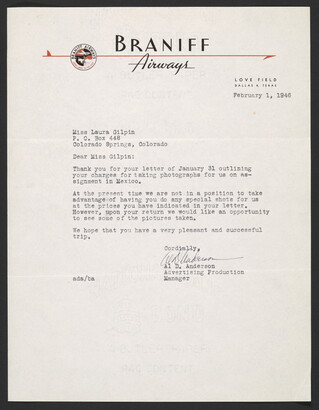 BRANIFF
Airways
LOVE FIELD
DALLAS 9, TEXAS
February 1, 1946
Miss Laura Gilpin
P. O. Box 448
Colorado Springs, Colorado
Dear Miss Gilpin:
Thank you for your letter of January 31 outlining
your charges for taking photographs for us on as-
signment in Mexico.
At the present time we are not in a position to take
advantage of having you do any special shots for us
at the prices you have indicated in your letter.
However, upon your return we would like an opportunity
to see some of the pictures taken.
We hope that you have a very pleasant and successful
trip.
Cordially,
Al D. Anderson
Advertising Production
ada/ha Manager